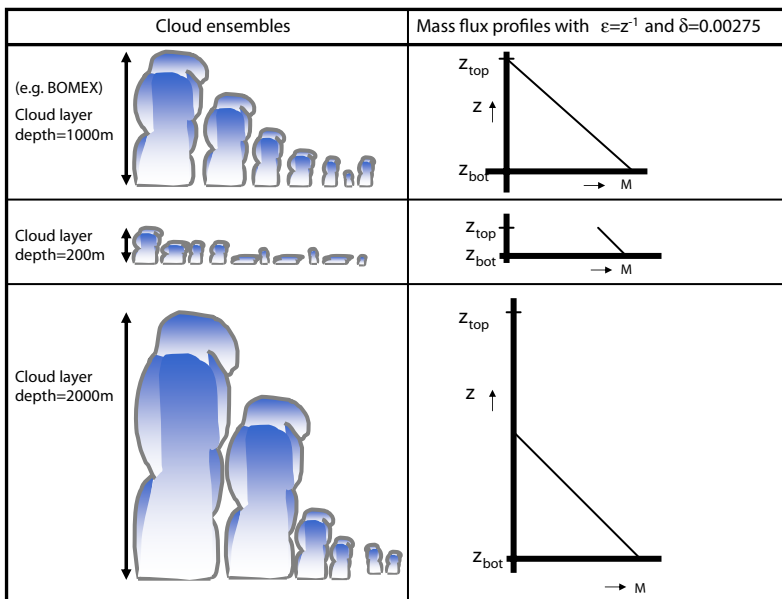 Cloud ensembles
Mass flux profiles with ε=z⁻¹ and δ=0.00275
(e.g. BOMEX)
Cloud layer
depth=1000m
z_top
z ↑
z_bot
→ M
Cloud layer
depth=200m
z_top
z_bot
→ M
Cloud layer
depth=2000m
z_top
z ↑
z_bot
→ M